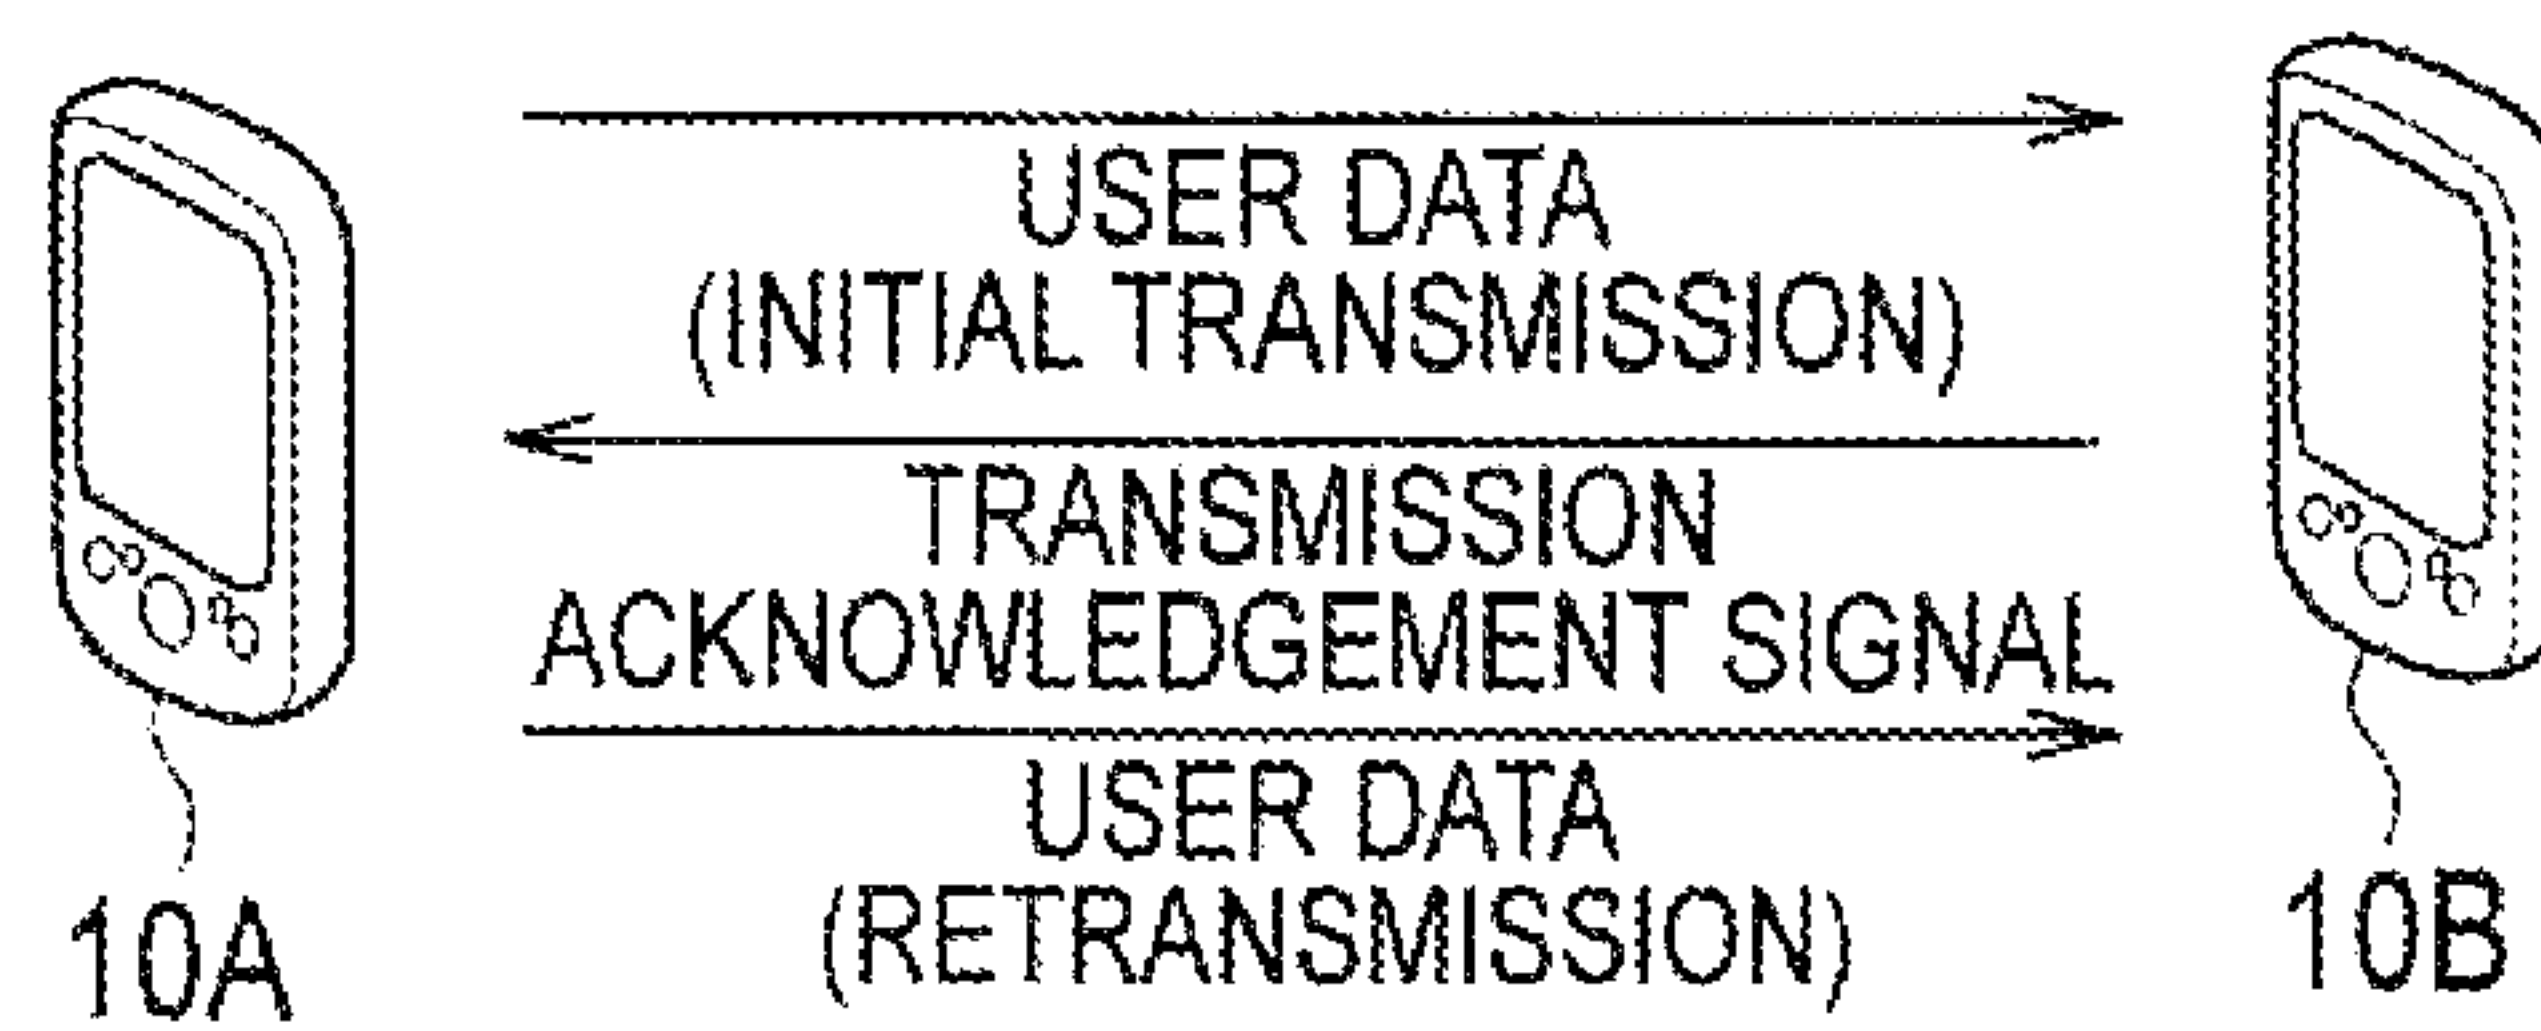 USER DATA
(INITIAL TRANSMISSION)
TRANSMISSION
ACKNOWLEDGEMENT SIGNAL
USER DATA
(RETRANSMISSION)
10A
10B